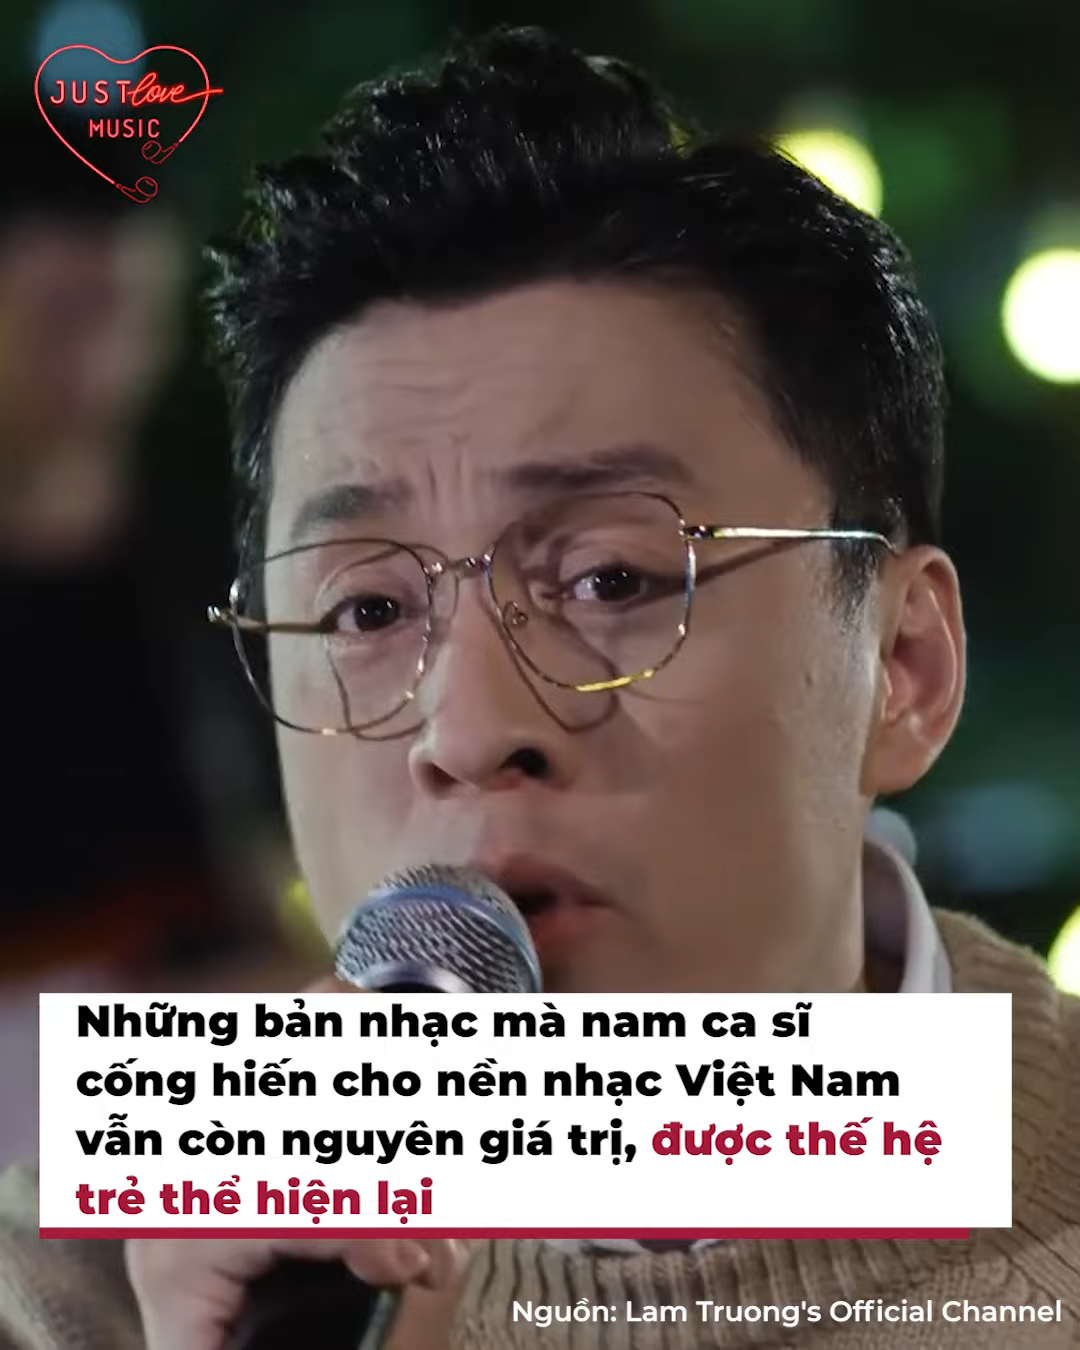 JUST love
MUSIC
Những bản nhạc mà nam ca sĩ
cống hiến cho nền nhạc Việt Nam
vẫn còn nguyên giá trị, được thế hệ
trẻ thể hiện lại
Nguồn: Lam Truong's Official Channel